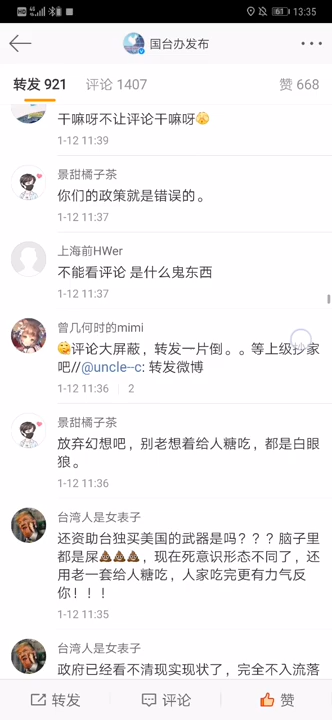 HD 4G 61 13:35
国台办发布
转发 921 评论 1407 赞 668
干嘛呀不让评论干嘛呀
1-12 11:39
景甜橘子茶
你们的政策就是错误的。
1-12 11:37
上海前HWer
不能看评论 是什么鬼东西
1-12 11:37
曾几何时的mimi
评论大屏蔽，转发一片倒。。等上级抄家
吧//@uncle--c: 转发微博
1-12 11:36 2
景甜橘子茶
放弃幻想吧，别老想着给人糖吃，都是白眼
狼。
1-12 11:36
台湾人是女表子
还资助台独买美国的武器是吗？？？脑子里
都是屎💩💩💩，现在死意识形态不同了，还
用老一套给人糖吃，人家吃完更有力气反
你！！！
1-12 11:35
台湾人是女表子
政府已经看不清现实现状了，完全不入流落
转发 评论 赞